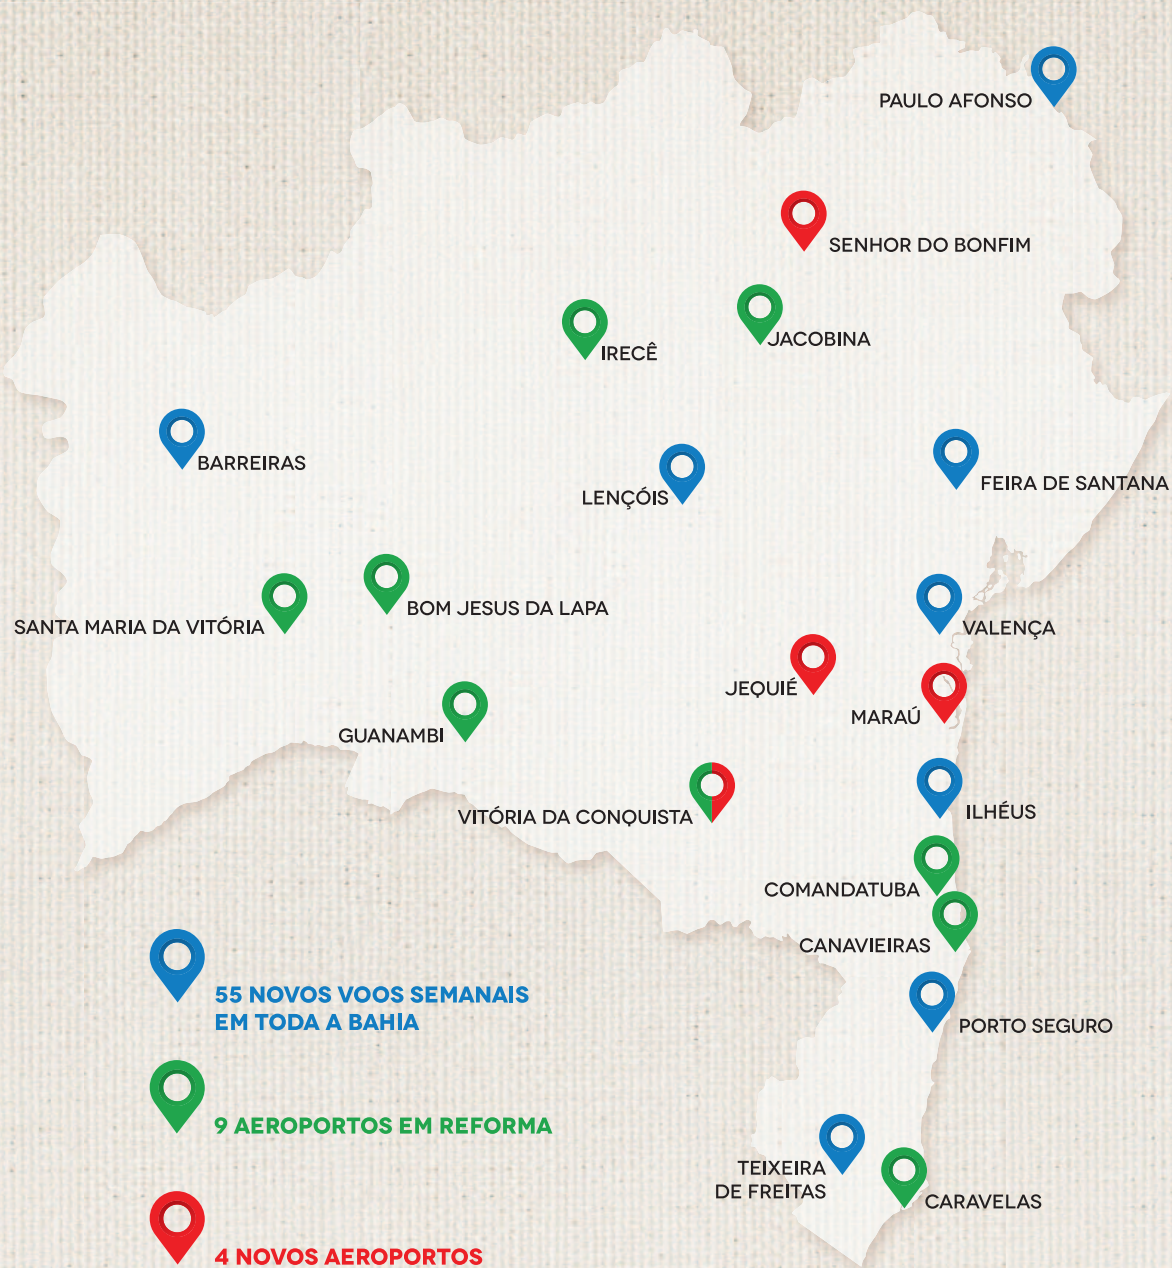 PAULO AFONSO
SENHOR DO BONFIM
JACOBINA
IRECÊ
BARREIRAS
LENÇÓIS
FEIRA DE SANTANA
BOM JESUS DA LAPA
SANTA MARIA DA VITÓRIA
VALENÇA
JEQUIÉ
MARAÚ
GUANAMBI
VITÓRIA DA CONQUISTA
ILHÉUS
COMANDATUBA
CANAVIEIRAS
55 NOVOS VOOS SEMANAIS
EM TODA A BAHIA
PORTO SEGURO
9 AEROPORTOS EM REFORMA
TEIXEIRA
DE FREITAS
CARAVELAS
4 NOVOS AEROPORTOS